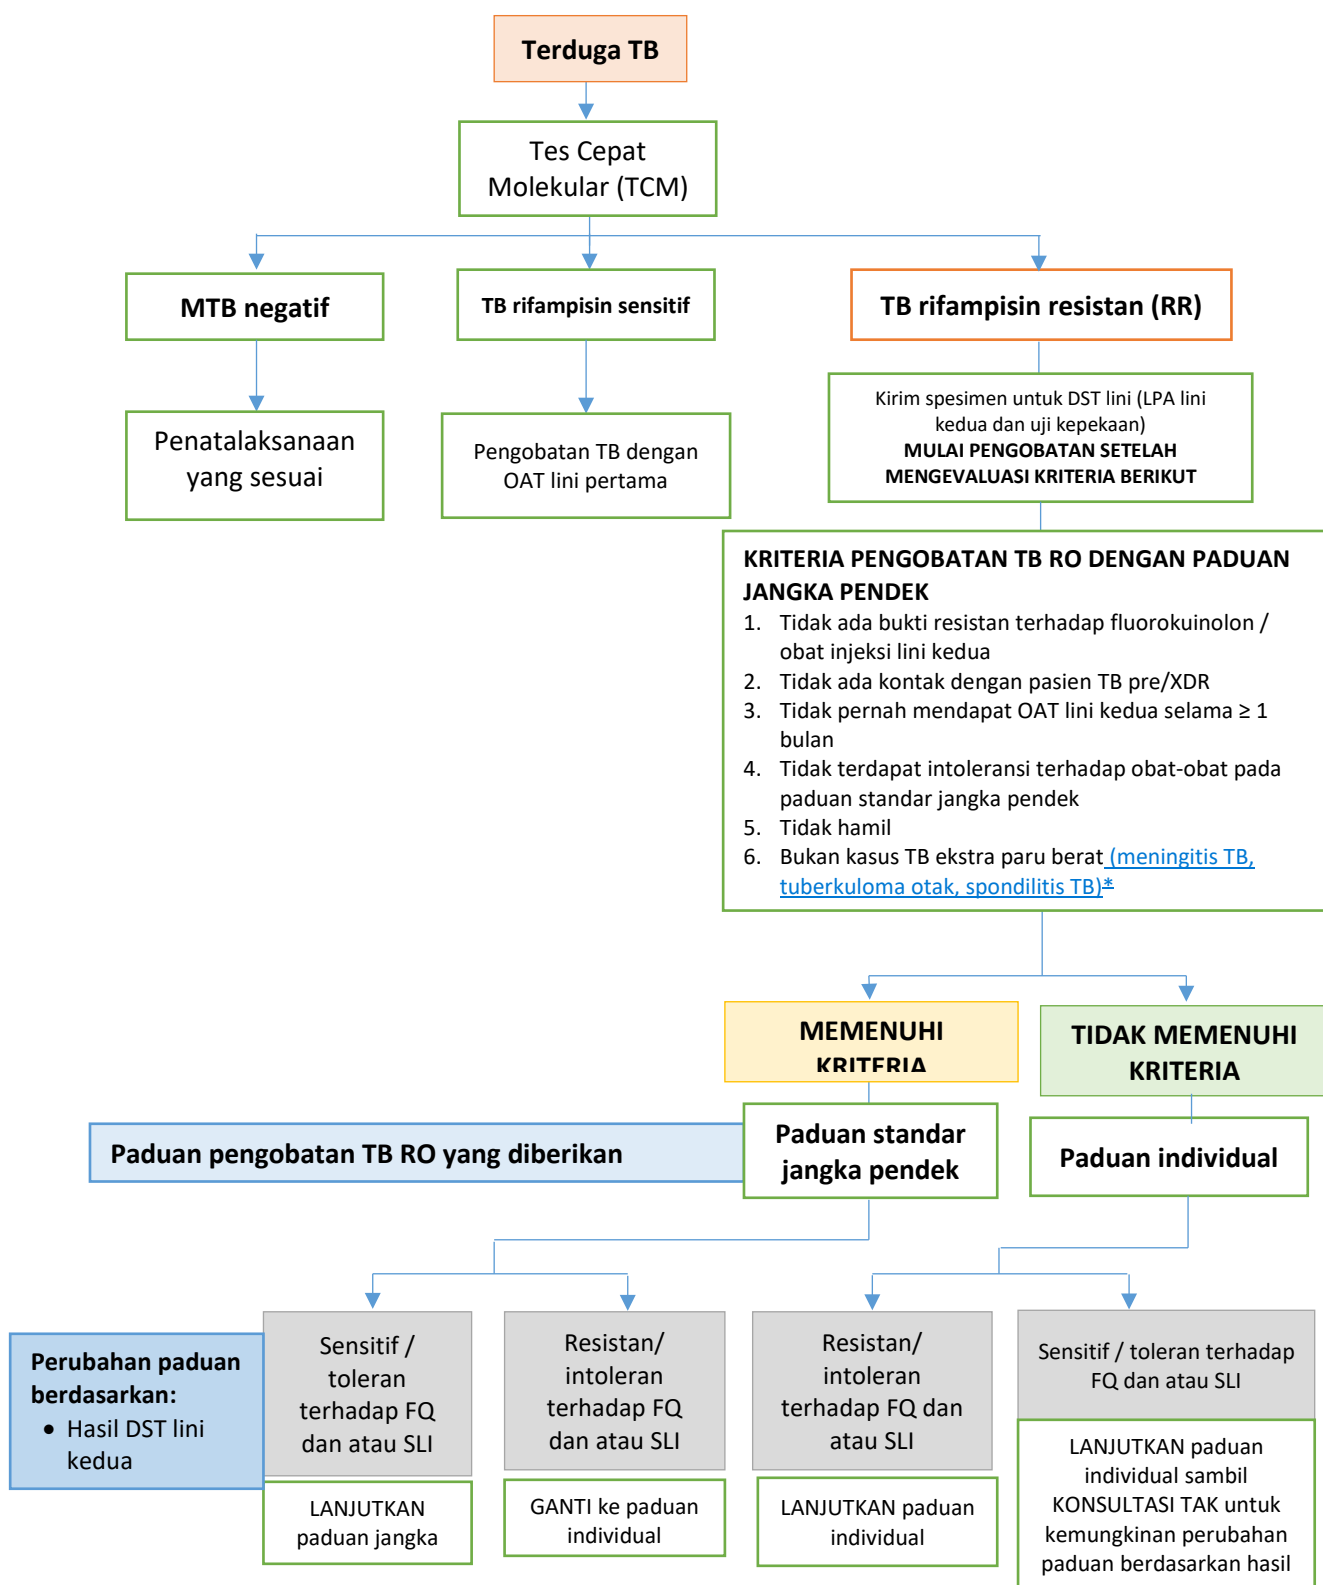 Terduga TB
Tes Cepat
Molekular (TCM)
MTB negatif
TB rifampisin sensitif
TB rifampisin resistan (RR)
Penatalaksanaan
yang sesuai
Pengobatan TB dengan
OAT lini pertama
Kirim spesimen untuk DST lini (LPA lini
kedua dan uji kepekaan)
MULAI PENGOBATAN SETELAH
MENGEVALUASI KRITERIA BERIKUT
KRITERIA PENGOBATAN TB RO DENGAN PADUAN
JANGKA PENDEK
1. Tidak ada bukti resistan terhadap fluorokuinolon /
obat injeksi lini kedua
2. Tidak ada kontak dengan pasien TB pre/XDR
3. Tidak pernah mendapat OAT lini kedua selama ≥ 1
bulan
4. Tidak terdapat intoleransi terhadap obat-obat pada
paduan standar jangka pendek
5. Tidak hamil
6. Bukan kasus TB ekstra paru berat (meningitis TB,
tuberkuloma otak, spondilitis TB)*
MEMENUHI
KRITERIA
TIDAK MEMENUHI
KRITERIA
Paduan pengobatan TB RO yang diberikan
Paduan standar
jangka pendek
Paduan individual
Perubahan paduan
berdasarkan:
• Hasil DST lini
kedua
Sensitif /
toleran
terhadap FQ
dan atau SLI
LANJUTKAN
paduan jangka
Resistan/
intoleran
terhadap FQ
dan atau SLI
GANTI ke paduan
individual
Resistan/
intoleran
terhadap FQ dan
atau SLI
LANJUTKAN paduan
individual
Sensitif / toleran terhadap
FQ dan atau SLI
LANJUTKAN paduan
individual sambil
KONSULTASI TAK untuk
kemungkinan perubahan
paduan berdasarkan hasil